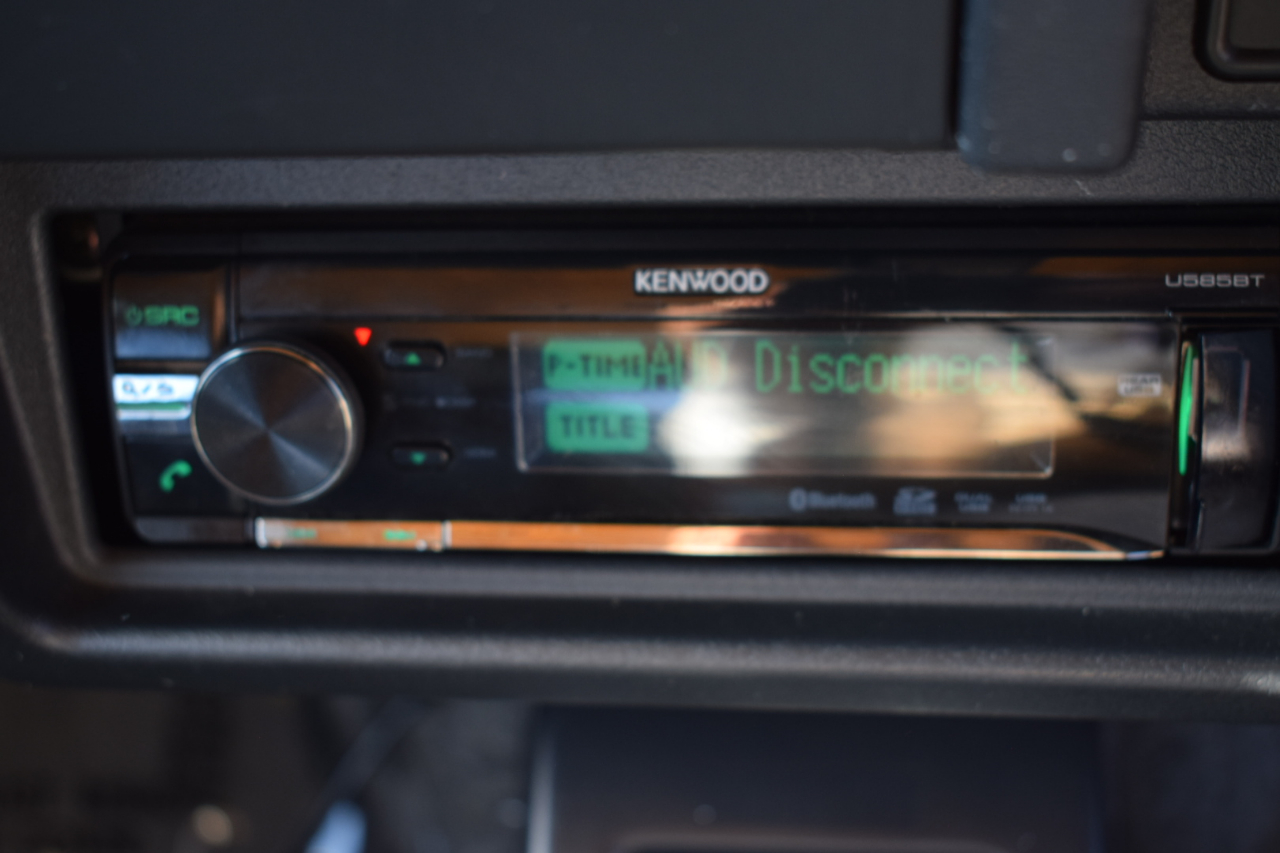 KENWOOD
U585BT
SRC
Q/S
P-TIME AUD Disconnect
TITLE
Bluetooth